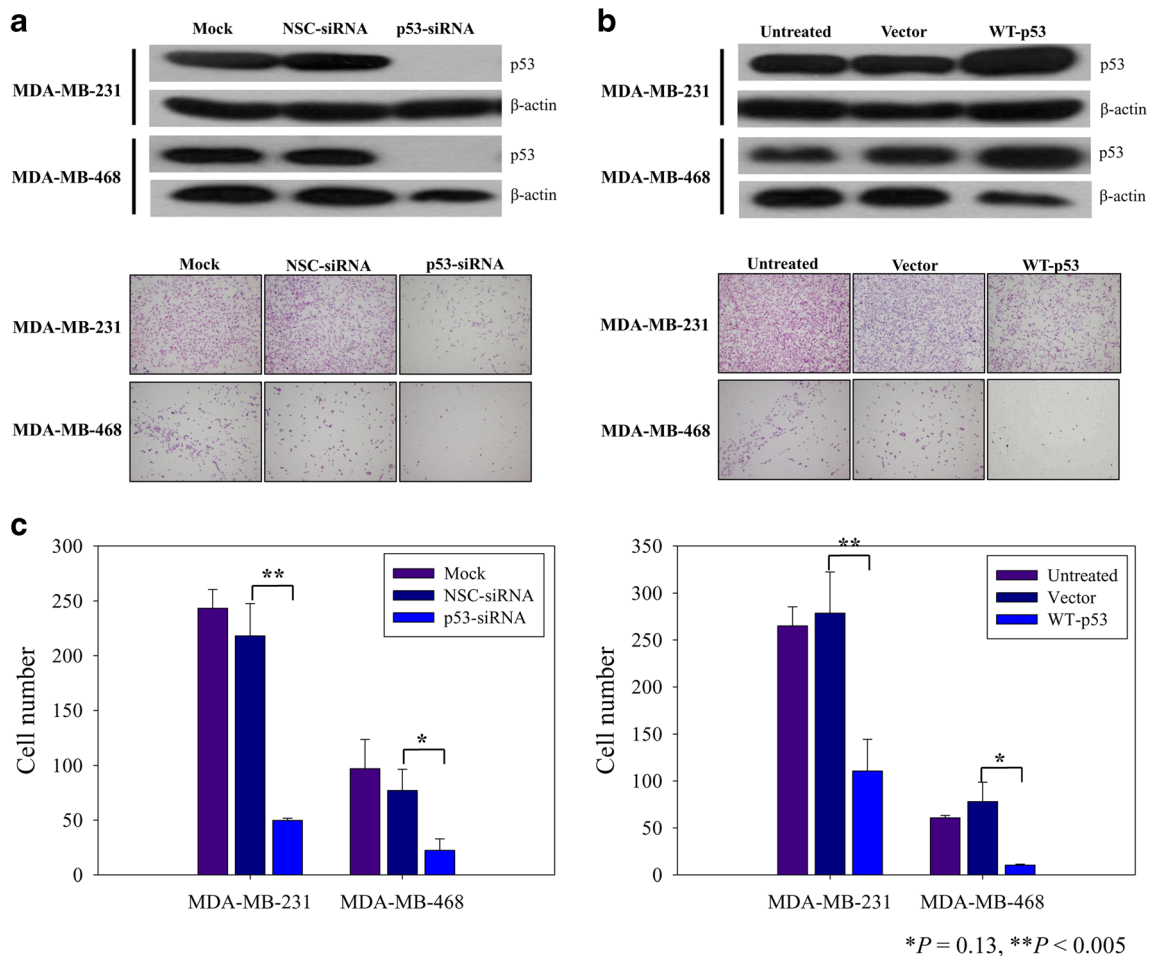 a
Mock NSC-siRNA p53-siRNA
MDA-MB-231
p53
β-actin
MDA-MB-468
p53
β-actin
Mock NSC-siRNA p53-siRNA
MDA-MB-231
MDA-MB-468
b
Untreated Vector WT-p53
MDA-MB-231
p53
β-actin
MDA-MB-468
p53
β-actin
Untreated Vector WT-p53
MDA-MB-231
MDA-MB-468
c
Cell number
300
250
200
150
100
50
0
**
*
Mock
NSC-siRNA
p53-siRNA
MDA-MB-231 MDA-MB-468
Cell number
350
300
250
200
150
100
50
0
**
*
Untreated
Vector
WT-p53
MDA-MB-231 MDA-MB-468
*P = 0.13, **P < 0.005